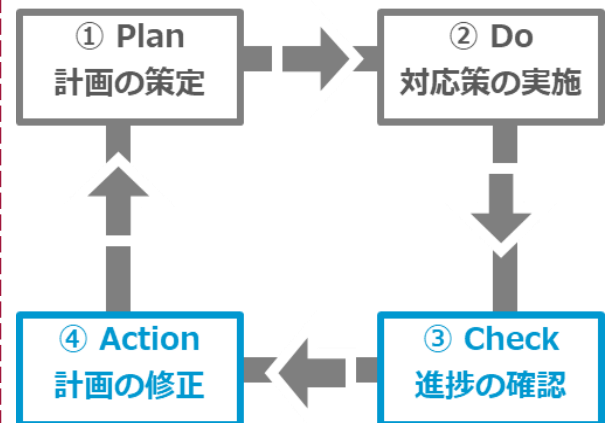 ① Plan
計画の策定
② Do
対応策の実施
③ Check
進捗の確認
④ Action
計画の修正